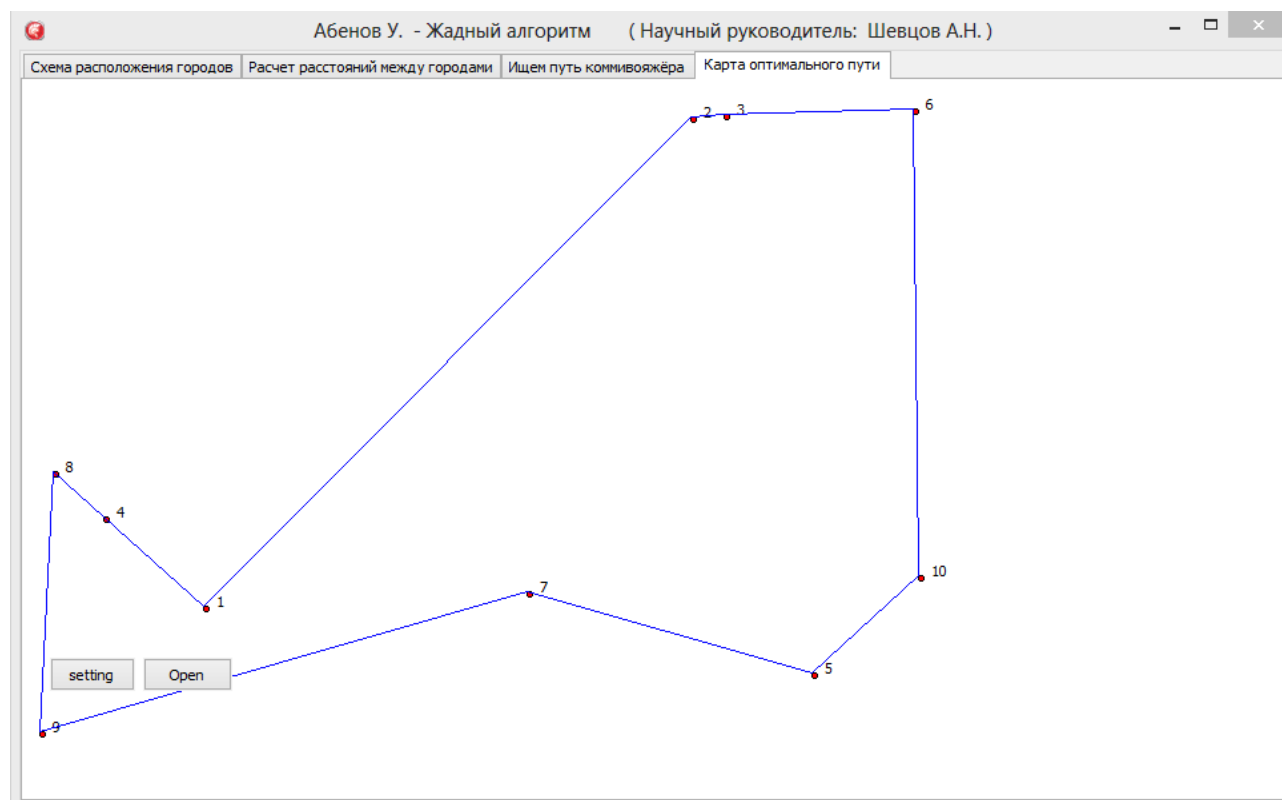 Абенов У. - Жадный алгоритм ( Научный руководитель: Шевцов А.Н. )
Схема расположения городов Расчет расстояний между городами Ищем путь коммивояжёра Карта оптимального пути
2 3 6
8
4
10
7
1
5
setting Open
9